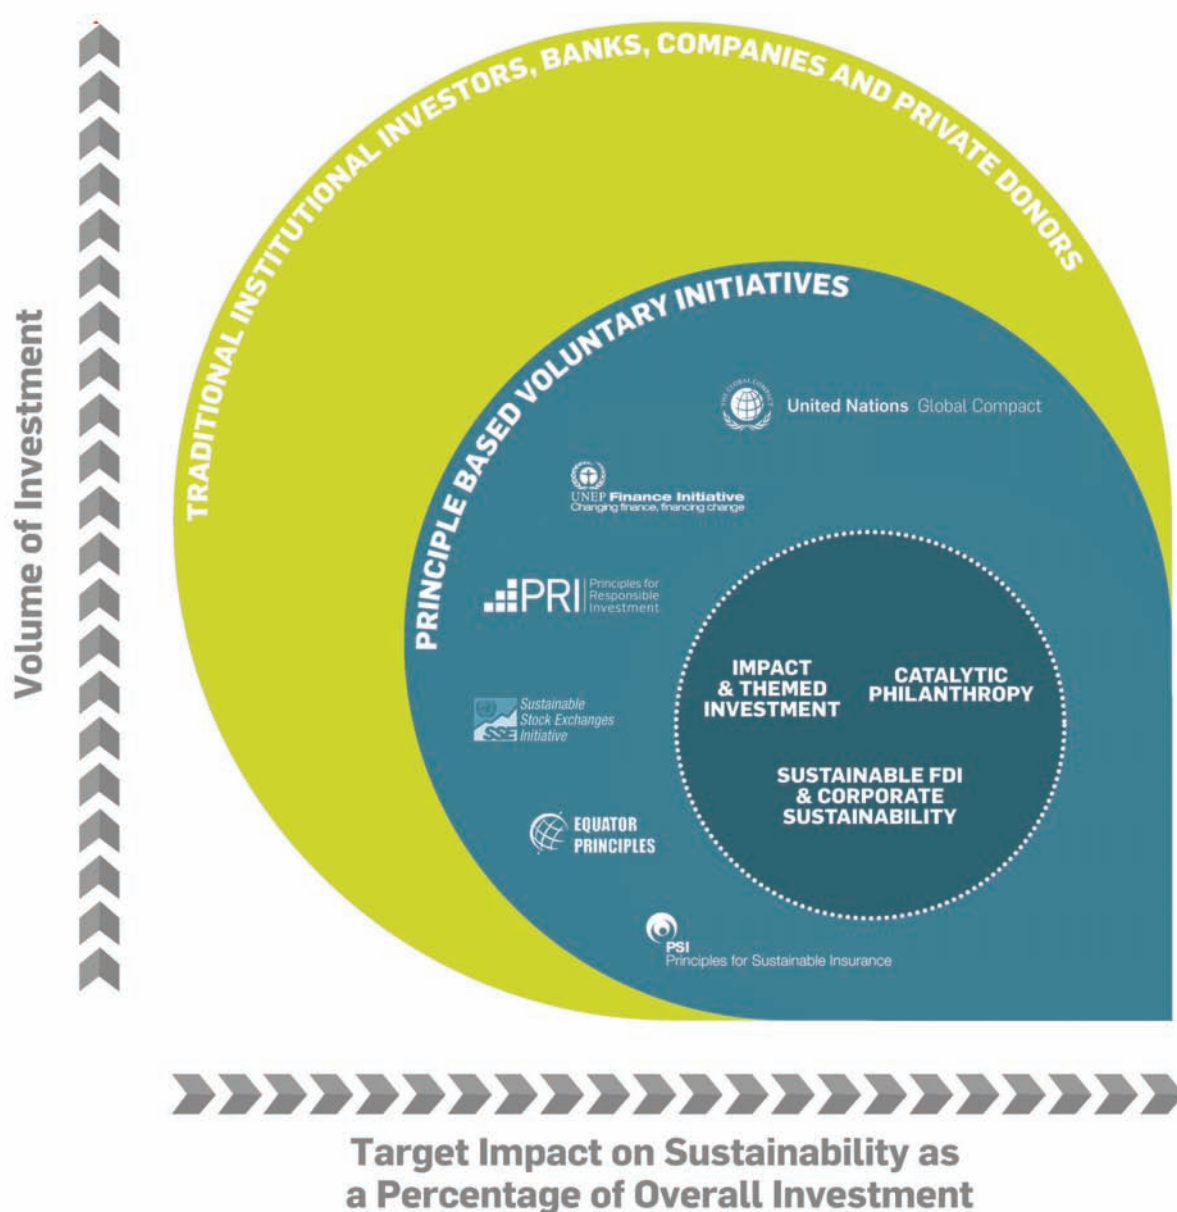 TRADITIONAL INSTITUTIONAL INVESTORS, BANKS, COMPANIES AND PRIVATE DONORS
PRINCIPLE BASED VOLUNTARY INITIATIVES
Volume of Investment
THE GLOBAL COMPACT
United Nations Global Compact
UNEP Finance Initiative
Changing finance, financing change
PRI
Principles for
Responsible
Investment
SSE
Sustainable
Stock Exchanges
Initiative
EQUATOR
PRINCIPLES
PSI
Principles for Sustainable Insurance
IMPACT
& THEMED
INVESTMENT
CATALYTIC
PHILANTHROPY
SUSTAINABLE FDI
& CORPORATE
SUSTAINABILITY
Target Impact on Sustainability as
a Percentage of Overall Investment